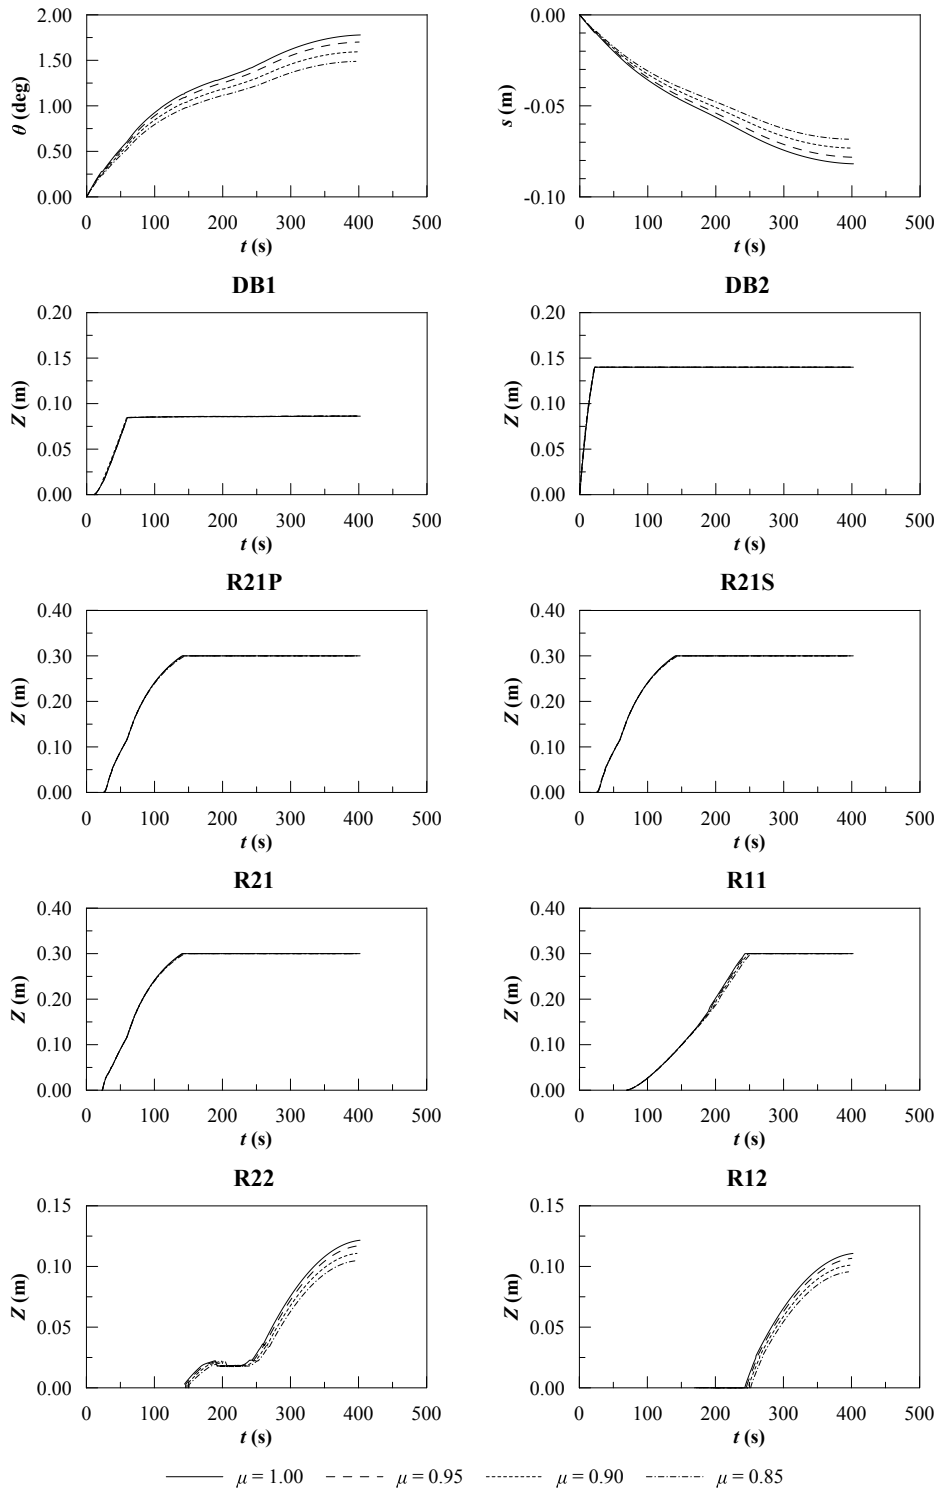 2.00
1.50
1.00
0.50
0.00
θ (deg)
0 100 200 300 400 500
t (s)
0.00
-0.05
-0.10
s (m)
0 100 200 300 400 500
t (s)
DB1
0.20
0.15
0.10
0.05
0.00
Z (m)
0 100 200 300 400 500
t (s)
DB2
0.20
0.15
0.10
0.05
0.00
Z (m)
0 100 200 300 400 500
t (s)
R21P
0.40
0.30
0.20
0.10
0.00
Z (m)
0 100 200 300 400 500
t (s)
R21S
0.40
0.30
0.20
0.10
0.00
Z (m)
0 100 200 300 400 500
t (s)
R21
0.40
0.30
0.20
0.10
0.00
Z (m)
0 100 200 300 400 500
t (s)
R11
0.40
0.30
0.20
0.10
0.00
Z (m)
0 100 200 300 400 500
t (s)
R22
0.15
0.10
0.05
0.00
Z (m)
0 100 200 300 400 500
t (s)
R12
0.15
0.10
0.05
0.00
Z (m)
0 100 200 300 400 500
t (s)
μ = 1.00 μ = 0.95 μ = 0.90 μ = 0.85